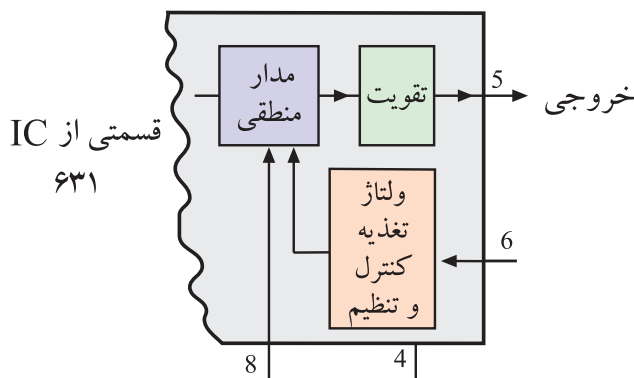 مدار
منطقی
تقویت
5
خروجی
قسمتی از IC
۶۳۱
ولتاژ
تغذیه
کنترل
و تنظیم
6
8
4